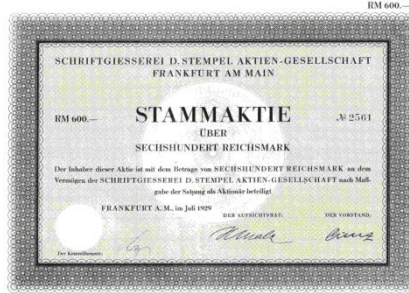 RM 600.—
SCHRIFTGIESSEREI D. STEMPEL AKTIEN-GESELLSCHAFT
FRANKFURT AM MAIN
STAMMAKTIE
RM 600.—
№ 2561
ÜBER
SECHSHUNDERT REICHSMARK
Der Inhaber dieser Aktie ist mit dem Betrage von SECHSHUNDERT REICHSMARK an dem
Vermögen der SCHRIFTGIESSEREI D. STEMPEL AKTIEN-GESELLSCHAFT nach Maß-
gabe der Satzung als Aktionär beteiligt
FRANKFURT A.M., im Juli 1929
DER AUFSICHTSRAT:
DER VORSTAND:
Der Kontrollbeamte: